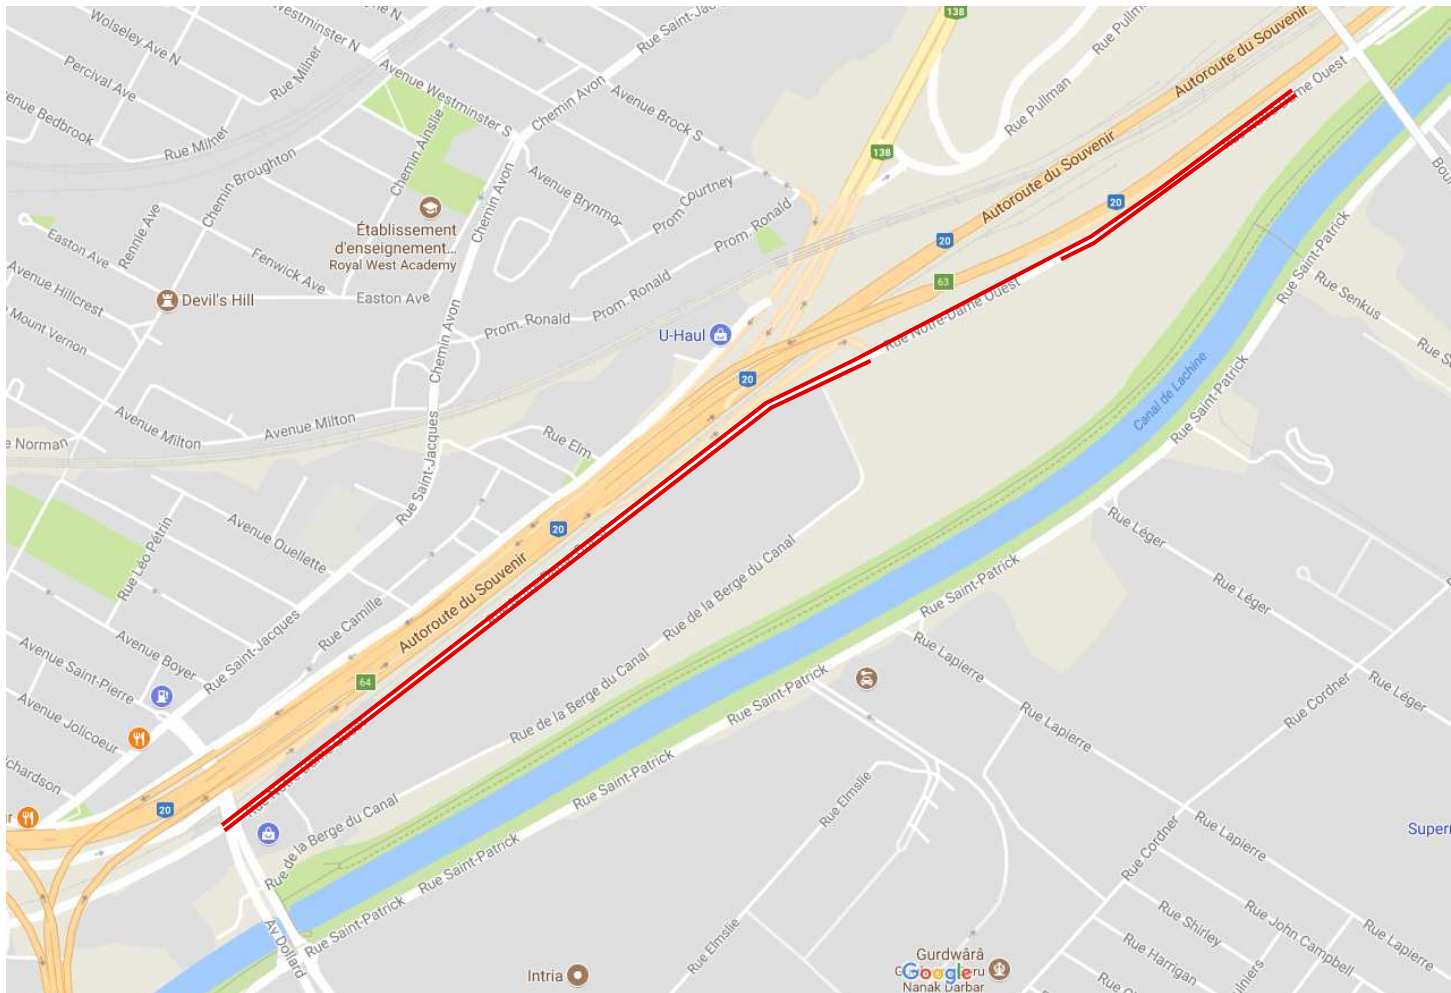 Wolseley Ave N
Westminster N
Percival Ave
Rue Milner
Avenue Westminster S
Chemin Avon
Rue Saint-Jac
138
Rue Pullman
Autoroute du Souvenir
enue Bedbrook
Rue Milner
Chemin Ainslie
Avenue Brock S
Rue Pullman
Autoroute du Souvenir
Chemin Broughton
138
Easton Ave
Rennie Ave
Établissement
d'enseignement...
Royal West Academy
Chemin Avon
Avenue Brynmor
Prom. Courtney
Prom. Ronald
Autoroute du Souvenir
20
20
Rue Saint-Patrick
Rue Senkus
Avenue Hillcrest
Fenwick Ave
Devil's Hill
Easton Ave
Mount Vernon
Chemin Avon
Prom. Ronald
Prom. Ronald
63
Rue Notre-Dame Ouest
U-Haul
20
Canal de Lachine
Rue Saint-Patrick
Avenue Milton
Avenue Milton
e Norman
Rue Saint-Jacques
Rue Elm
Avenue Ouellette
20
Rue Léo Pétrin
Autoroute du Souvenir
Rue de la Berge du Canal
Rue Saint-Patrick
Rue Léger
Rue Léger
Rue Léger
Avenue Boyer
Avenue Saint-Pierre
Rue Saint-Jacques
Rue Camille
64
Avenue Jolicoeur
Rue de la Berge du Canal
Rue Saint-Patrick
Rue Lapierre
Rue Lapierre
Rue Cordner
ichardson
20
Rue de la Berge du Canal
Rue Saint-Patrick
Rue Saint-Patrick
Rue Saint-Patrick
Rue Elmslie
Rue Elmslie
Rue Cordner
Rue Lapierre
Rue Lapierre
Super
Av Dollard
Rue Shirley
Rue Harrigan
Rue John Campbell
Intria
Gurdwârâ
Google
Nanak Darbar